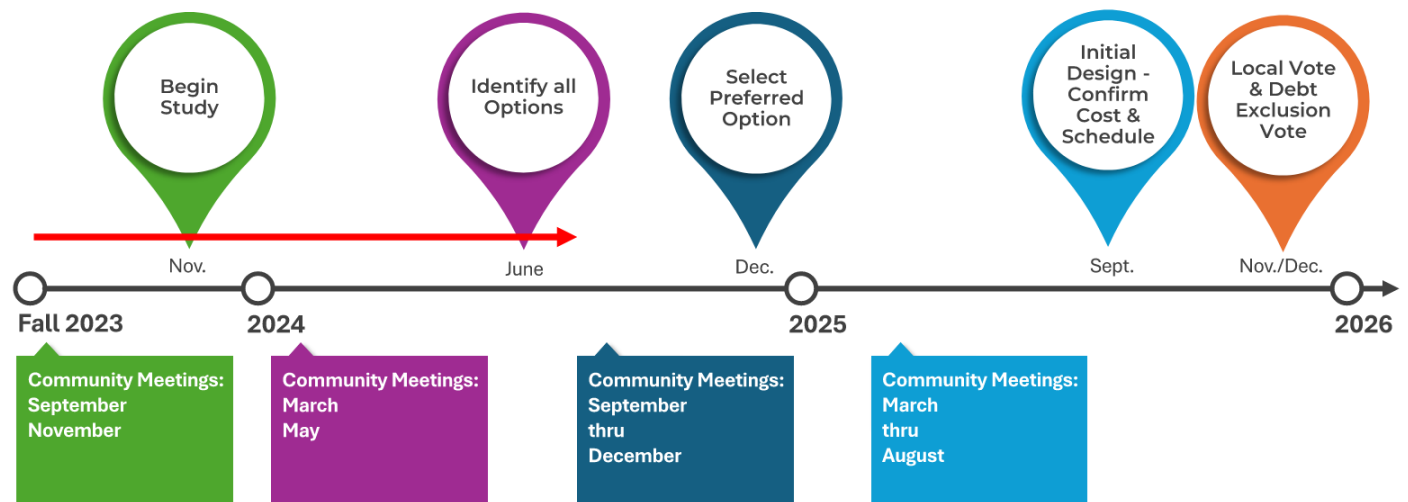 Begin
Study
Identify all
Options
Select
Preferred
Option
Initial
Design -
Confirm
Cost &
Schedule
Local Vote
& Debt
Exclusion
Vote
Nov.
June
Dec.
Sept.
Nov./Dec.
Fall 2023
2024
2025
2026
Community Meetings:
September
November
Community Meetings:
March
May
Community Meetings:
September
thru
December
Community Meetings:
March
thru
August